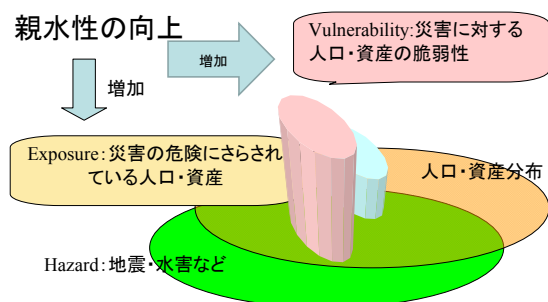 親水性の向上
増加
増加
Vulnerability:災害に対する
人口・資産の脆弱性
Exposure:災害の危険にさらされ
ている人口・資産
人口・資産分布
Hazard:地震・水害など